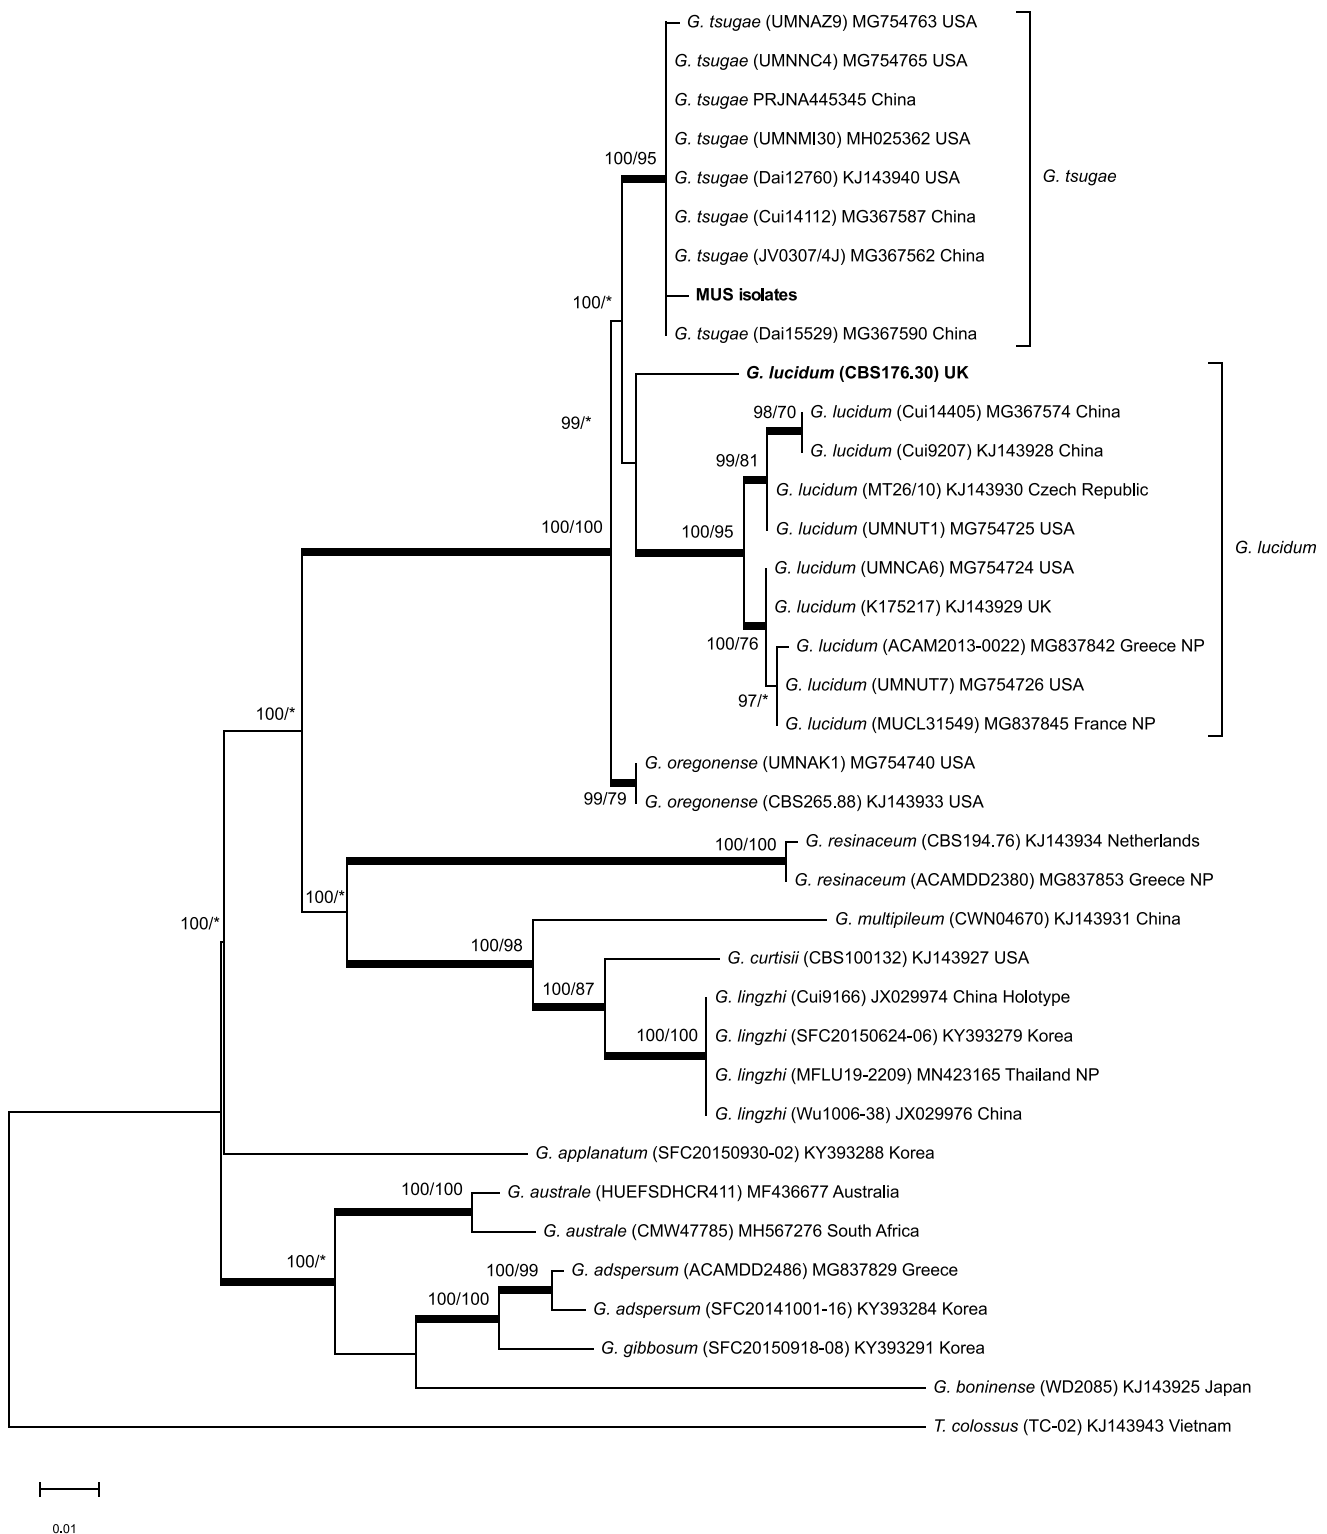 G. tsugae (UMNAZ9) MG754763 USA
G. tsugae (UMNNC4) MG754765 USA
G. tsugae PRJNA445345 China
G. tsugae (UMNMI30) MH025362 USA
100/95
G. tsugae (Dai12760) KJ143940 USA
G. tsugae
G. tsugae (Cui14112) MG367587 China
G. tsugae (JV0307/4J) MG367562 China
MUS isolates
100/*
G. tsugae (Dai15529) MG367590 China
G. lucidum (CBS176.30) UK
G. lucidum (Cui14405) MG367574 China
98/70
99/*
G. lucidum (Cui9207) KJ143928 China
99/81
G. lucidum (MT26/10) KJ143930 Czech Republic
100/100
100/95
G. lucidum (UMNUT1) MG754725 USA
G. lucidum
G. lucidum (UMNCA6) MG754724 USA
G. lucidum (K175217) KJ143929 UK
100/76
G. lucidum (ACAM2013-0022) MG837842 Greece NP
G. lucidum (UMNUT7) MG754726 USA
97/*
100/*
G. lucidum (MUCL31549) MG837845 France NP
G. oregonense (UMNAK1) MG754740 USA
99/79
G. oregonense (CBS265.88) KJ143933 USA
100/100
G. resinaceum (CBS194.76) KJ143934 Netherlands
G. resinaceum (ACAMDD2380) MG837853 Greece NP
100/*
100/*
G. multipileum (CWN04670) KJ143931 China
100/98
G. curtisii (CBS100132) KJ143927 USA
100/87
G. lingzhi (Cui9166) JX029974 China Holotype
100/100
G. lingzhi (SFC20150624-06) KY393279 Korea
G. lingzhi (MFLU19-2209) MN423165 Thailand NP
G. lingzhi (Wu1006-38) JX029976 China
G. applanatum (SFC20150930-02) KY393288 Korea
100/100
G. australe (HUEFSDHCR411) MF436677 Australia
G. australe (CMW47785) MH567276 South Africa
100/*
100/99
G. adspersum (ACAMDD2486) MG837829 Greece
100/100
G. adspersum (SFC20141001-16) KY393284 Korea
G. gibbosum (SFC20150918-08) KY393291 Korea
G. boninense (WD2085) KJ143925 Japan
T. colossus (TC-02) KJ143943 Vietnam
0.01